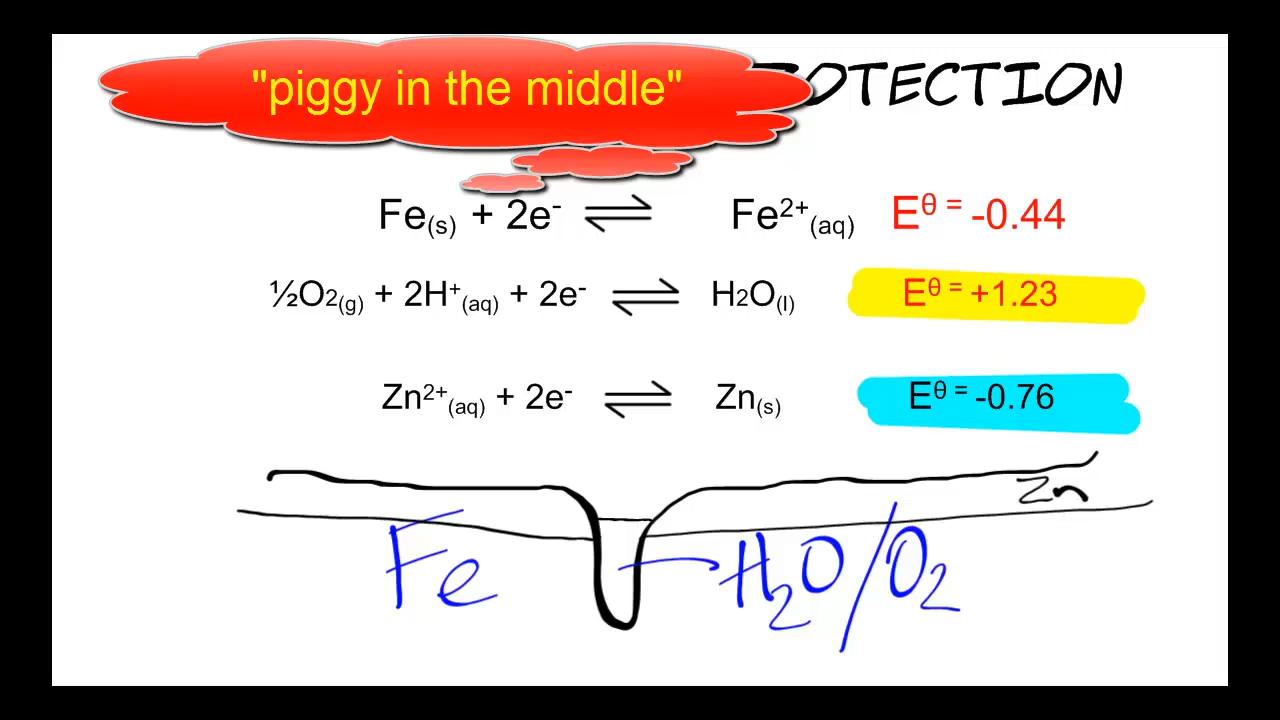 "piggy in the middle" OTECTION
Fe(s) + 2e⁻ ⇌ Fe²⁺(aq) Eᶿ = -0.44
½O2(g) + 2H⁺(aq) + 2e⁻ ⇌ H2O(l) Eᶿ = +1.23
Zn²⁺(aq) + 2e⁻ ⇌ Zn(s) Eᶿ = -0.76
Zn
Fe H₂O/O₂